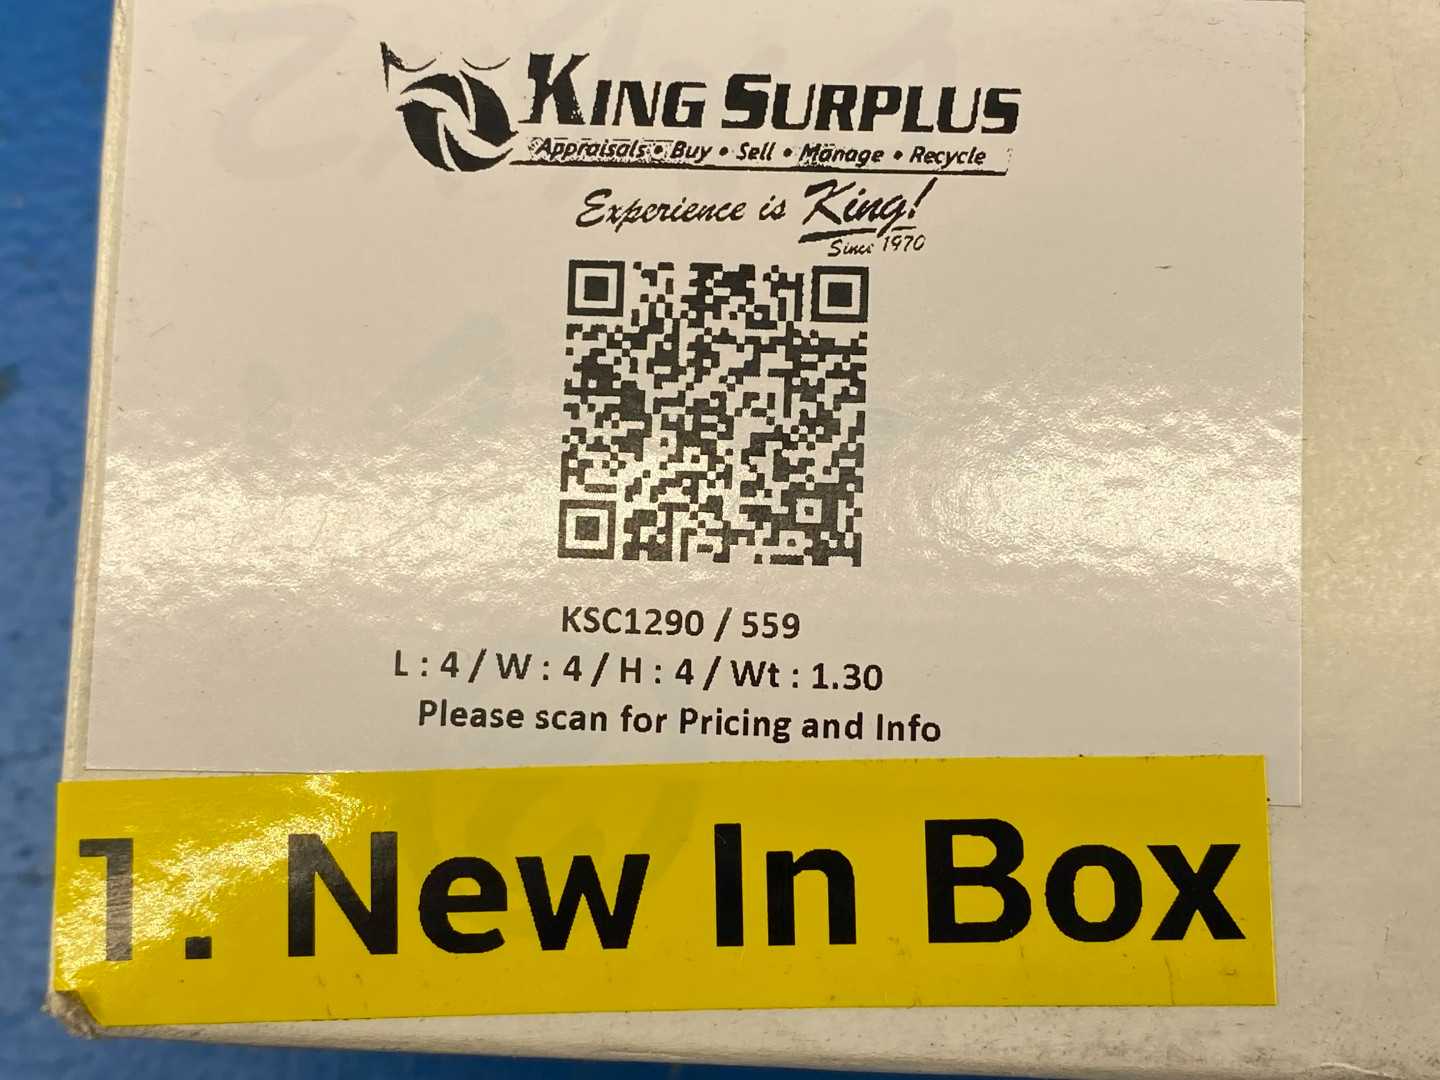 KING SURPLUS
Appraisals • Buy • Sell • Manage • Recycle
Experience is King!
Since 1970
KSC1290 / 559
L : 4 / W : 4 / H : 4 / Wt : 1.30
Please scan for Pricing and Info
1. New In Box